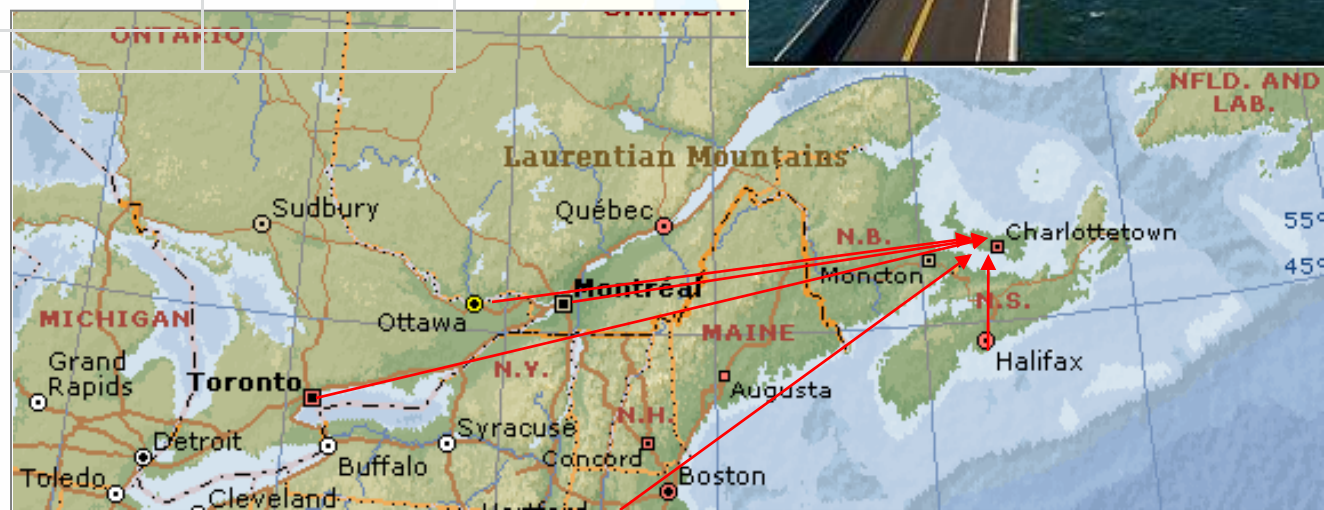 ONTARIO
NFLD. AND
LAB.
Laurentian Mountains
Sudbury
Québec
N.B.
Charlottetown
55°
Moncton
45°
Montréal
N.S.
Ottawa
MICHIGAN
MAINE
Grand
Rapids
Halifax
N.Y.
Toronto
Augusta
N.H.
Syracuse
Detroit
Concord
Buffalo
Boston
Toledo
Cleveland
Hartford